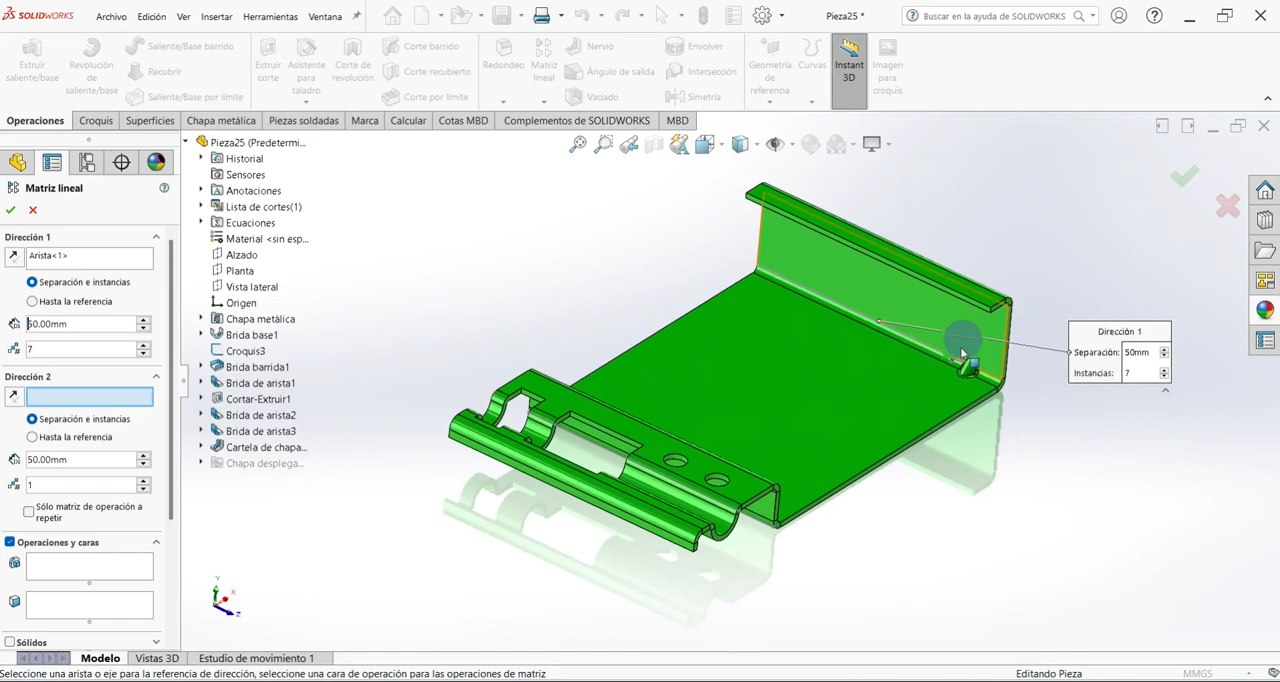 SOLIDWORKS Archivo Edición Ver Insertar Herramientas Ventana Pieza25 * Buscar en la ayuda de SOLIDWORKS
Extruir saliente/base
Revolución de saliente/base
Saliente/Base barrido
Recubrir
Saliente/Base por límite
Extruir corte
Asistente para taladro
Corte de revolución
Corte barrido
Corte recubierto
Corte por límite
Redondeo
Matriz lineal
Nervio
Ángulo de salida
Vaciado
Envolver
Intersección
Simetría
Geometría de referencia
Curvas
Instant 3D
Imagen para croquis
Operaciones Croquis Superficies Chapa metálica Piezas soldadas Marca Calcular Cotas MBD Complementos de SOLIDWORKS MBD
Matriz lineal
Dirección 1
Arista<1>
Separación e instancias
Hasta la referencia
50.00mm
7
Dirección 2
Separación e instancias
Hasta la referencia
50.00mm
1
Sólo matriz de operación a
repetir
Operaciones y caras
Sólidos
Pieza25 (Predetermi...
Historial
Sensores
Anotaciones
Lista de cortes(1)
Ecuaciones
Material <sin esp...
Alzado
Planta
Vista lateral
Origen
Chapa metálica
Brida base1
Croquis3
Brida barrida1
Brida de arista1
Cortar-Extruir1
Brida de arista2
Brida de arista3
Cartela de chapa...
Chapa desplega...
Dirección 1
Separación: 50mm
Instancias: 7
Y
X
Z
Modelo Vistas 3D Estudio de movimiento 1
Seleccione una arista o eje para la referencia de dirección, seleccione una cara de operación para las operaciones de matriz Editando Pieza MMGS